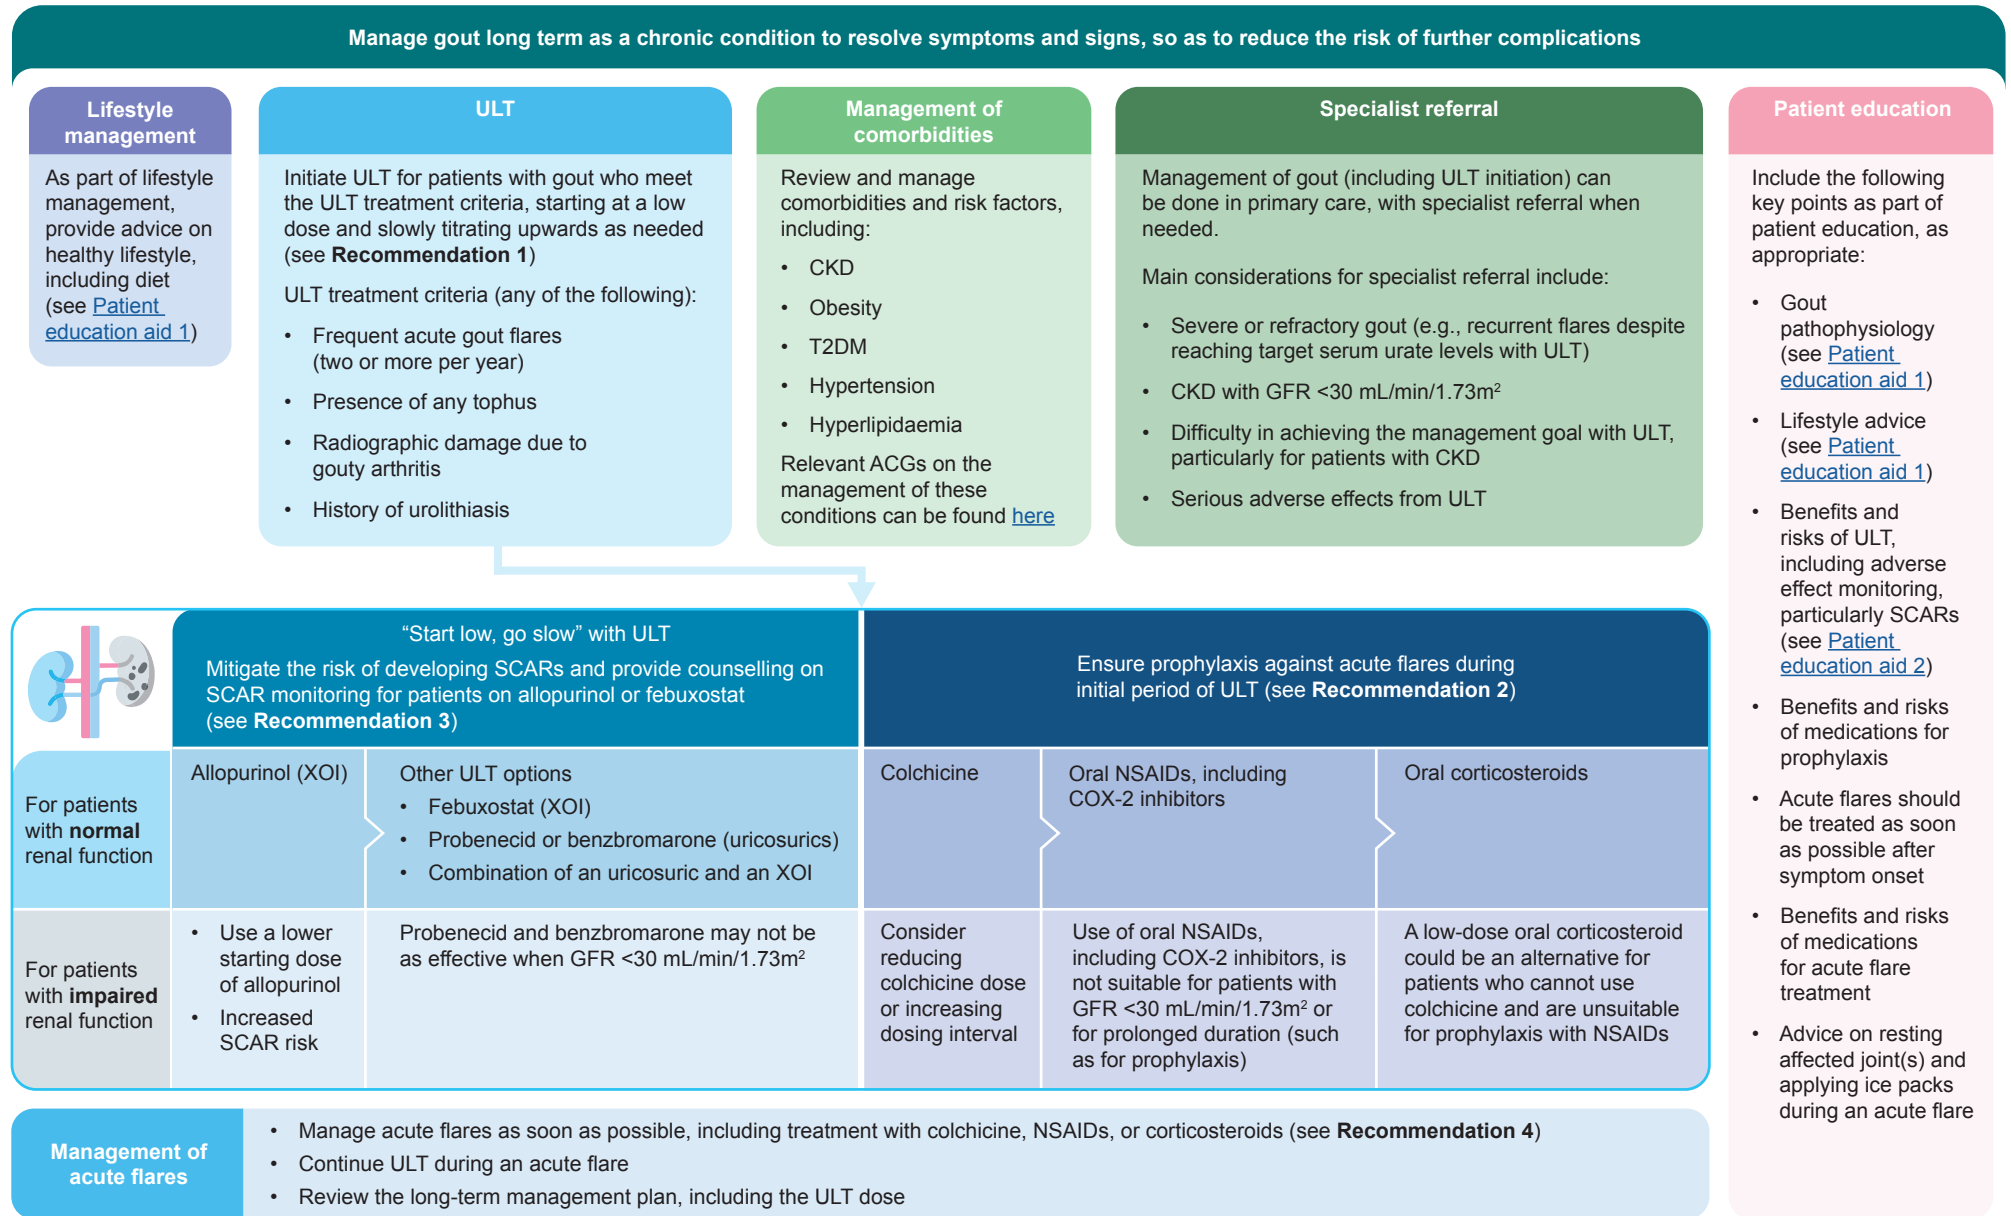 Manage gout long term as a chronic condition to resolve symptoms and signs, so as to reduce the risk of further complications
Lifestyle
management
As part of lifestyle
management,
provide advice on
healthy lifestyle,
including diet
(see Patient
education aid 1)
ULT
Initiate ULT for patients with gout who meet
the ULT treatment criteria, starting at a low
dose and slowly titrating upwards as needed
(see Recommendation 1)
ULT treatment criteria (any of the following):
• Frequent acute gout flares
(two or more per year)
• Presence of any tophus
• Radiographic damage due to
gouty arthritis
• History of urolithiasis
Management of
comorbidities
Review and manage
comorbidities and risk factors,
including:
• CKD
• Obesity
• T2DM
• Hypertension
• Hyperlipidaemia
Relevant ACGs on the
management of these
conditions can be found here
Specialist referral
Management of gout (including ULT initiation) can
be done in primary care, with specialist referral when
needed.
Main considerations for specialist referral include:
• Severe or refractory gout (e.g., recurrent flares despite
reaching target serum urate levels with ULT)
• CKD with GFR <30 mL/min/1.73m²
• Difficulty in achieving the management goal with ULT,
particularly for patients with CKD
• Serious adverse effects from ULT
Patient education
Include the following
key points as part of
patient education, as
appropriate:
• Gout
pathophysiology
(see Patient
education aid 1)
• Lifestyle advice
(see Patient
education aid 1)
• Benefits and
risks of ULT,
including adverse
effect monitoring,
particularly SCARs
(see Patient
education aid 2)
• Benefits and risks
of medications for
prophylaxis
• Acute flares should
be treated as soon
as possible after
symptom onset
• Benefits and risks
of medications
for acute flare
treatment
• Advice on resting
affected joint(s) and
applying ice packs
during an acute flare
“Start low, go slow” with ULT
Mitigate the risk of developing SCARs and provide counselling on
SCAR monitoring for patients on allopurinol or febuxostat
(see Recommendation 3)
Ensure prophylaxis against acute flares during
initial period of ULT (see Recommendation 2)
For patients
with normal
renal function
Allopurinol (XOI)
Other ULT options
• Febuxostat (XOI)
• Probenecid or benzbromarone (uricosurics)
• Combination of an uricosuric and an XOI
Colchicine
Oral NSAIDs, including
COX-2 inhibitors
Oral corticosteroids
For patients
with impaired
renal function
• Use a lower
starting dose
of allopurinol
• Increased
SCAR risk
Probenecid and benzbromarone may not be
as effective when GFR <30 mL/min/1.73m²
Consider
reducing
colchicine dose
or increasing
dosing interval
Use of oral NSAIDs,
including COX-2 inhibitors, is
not suitable for patients with
GFR <30 mL/min/1.73m² or
for prolonged duration (such
as for prophylaxis)
A low-dose oral corticosteroid
could be an alternative for
patients who cannot use
colchicine and are unsuitable
for prophylaxis with NSAIDs
Management of
acute flares
• Manage acute flares as soon as possible, including treatment with colchicine, NSAIDs, or corticosteroids (see Recommendation 4)
• Continue ULT during an acute flare
• Review the long-term management plan, including the ULT dose